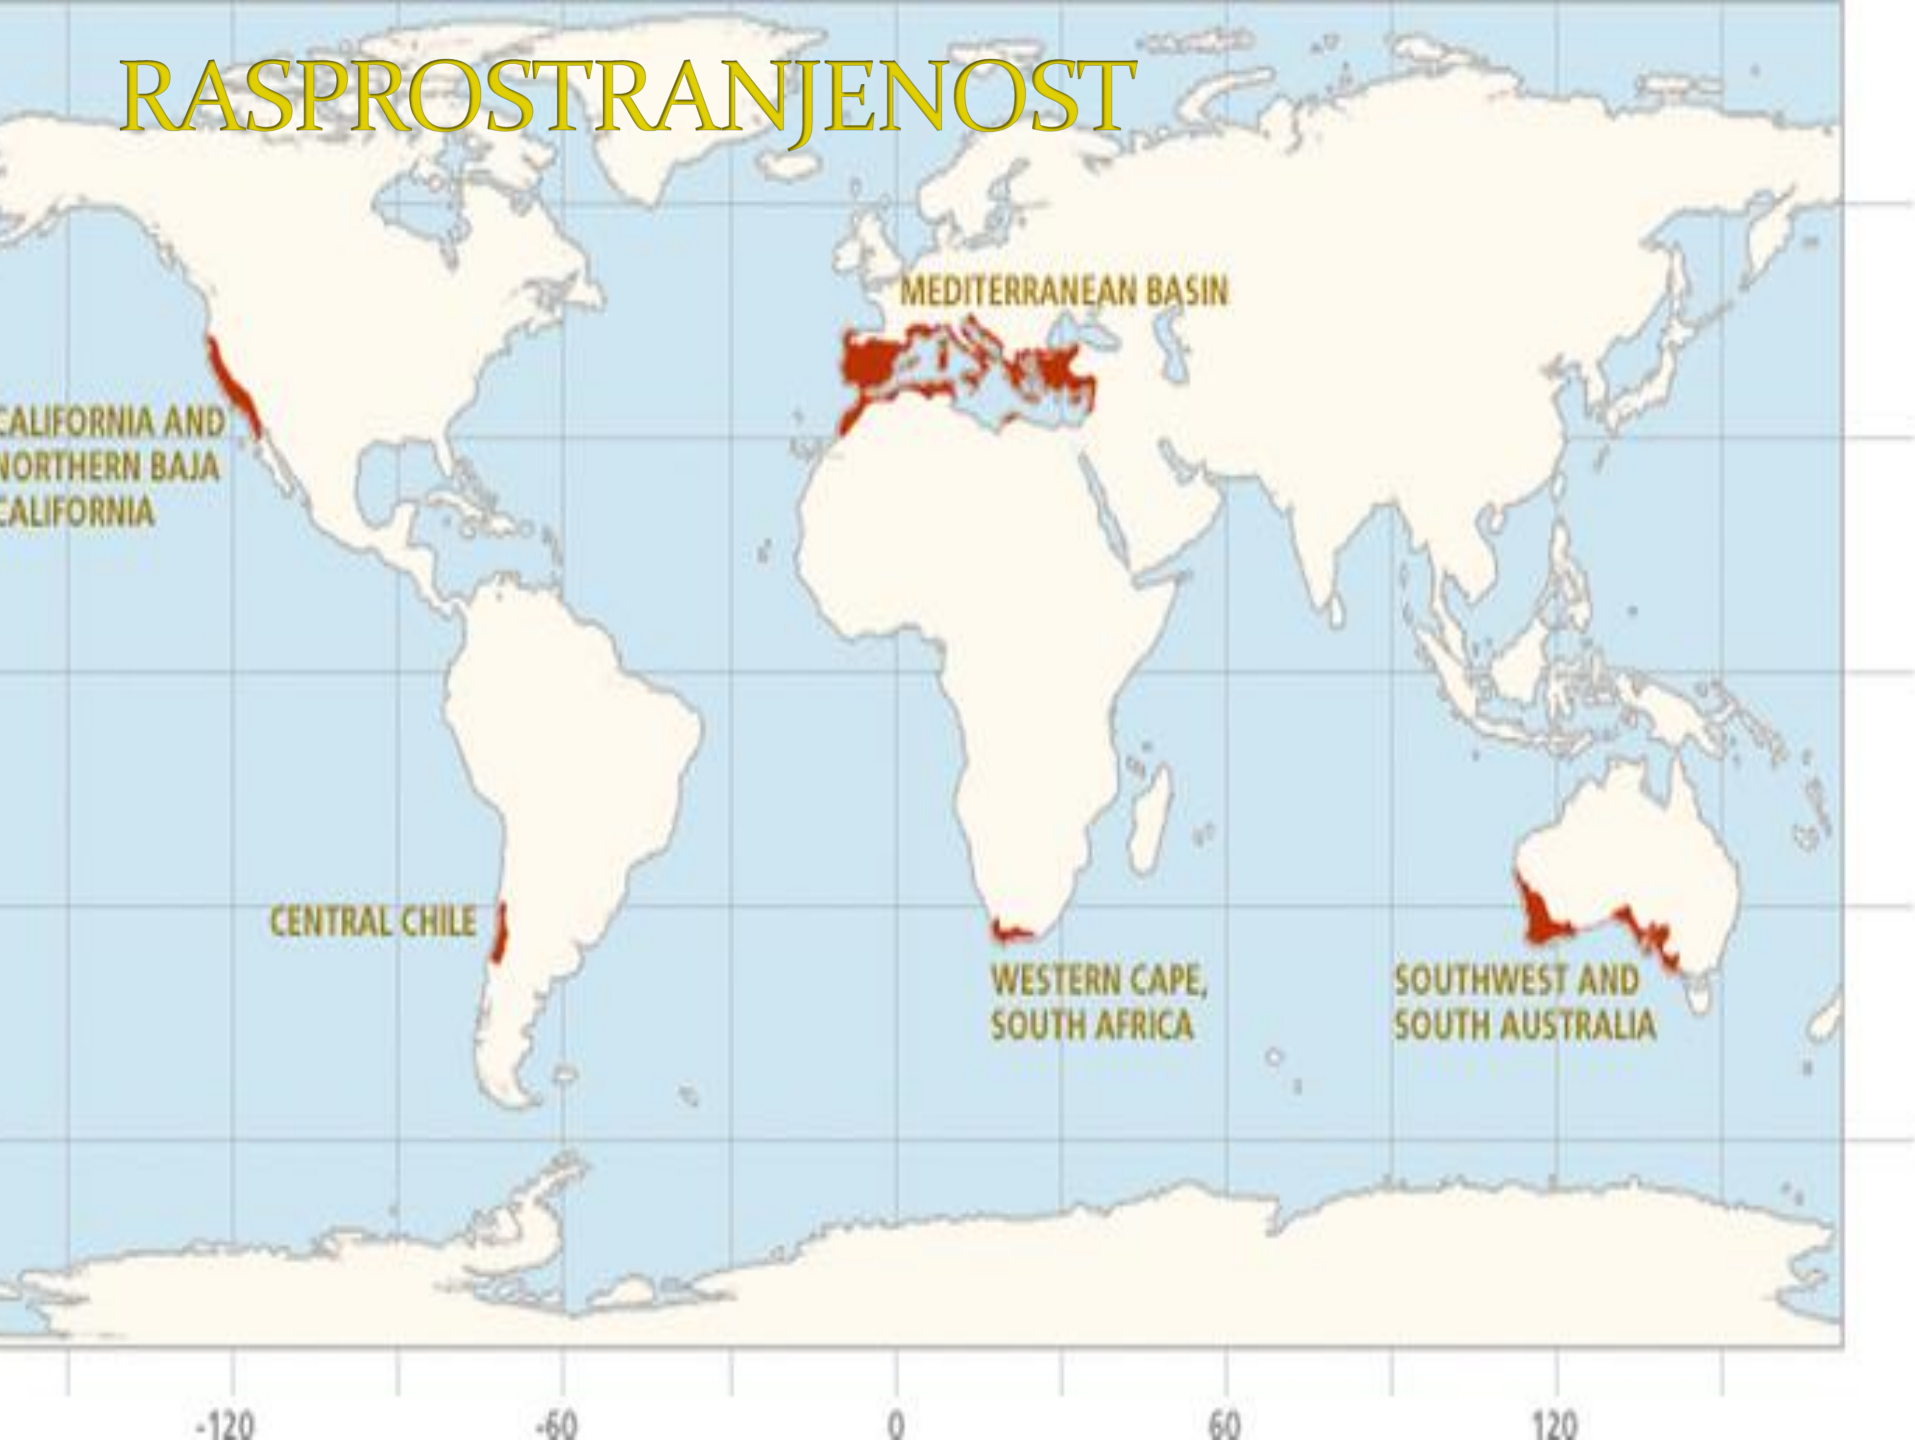 RASPROSTRANJENOST
MEDITERRANEAN BASIN
CALIFORNIA AND
NORTHERN BAJA
CALIFORNIA
CENTRAL CHILE
WESTERN CAPE,
SOUTH AFRICA
SOUTHWEST AND
SOUTH AUSTRALIA
-120 -60 0 60 120